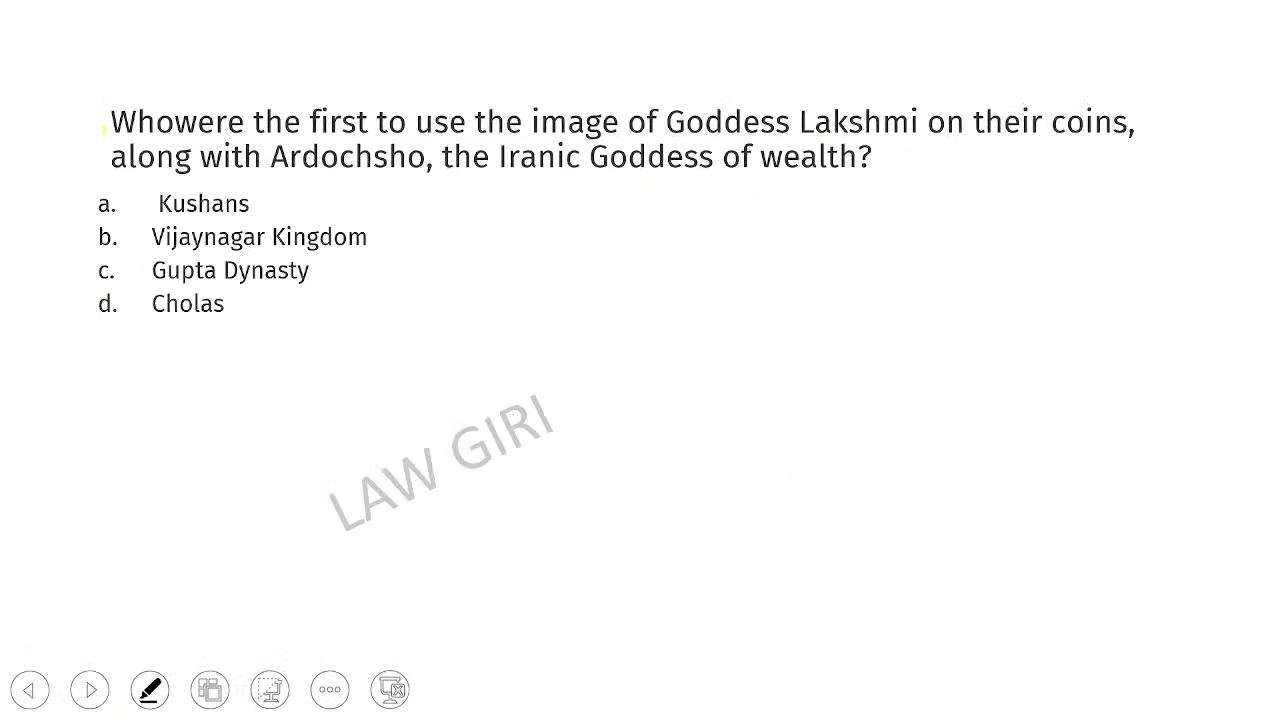 Whowere the first to use the image of Goddess Lakshmi on their coins,
along with Ardochsho, the Iranic Goddess of wealth?
a. Kushans
b. Vijaynagar Kingdom
c. Gupta Dynasty
d. Cholas
LAW GIRI